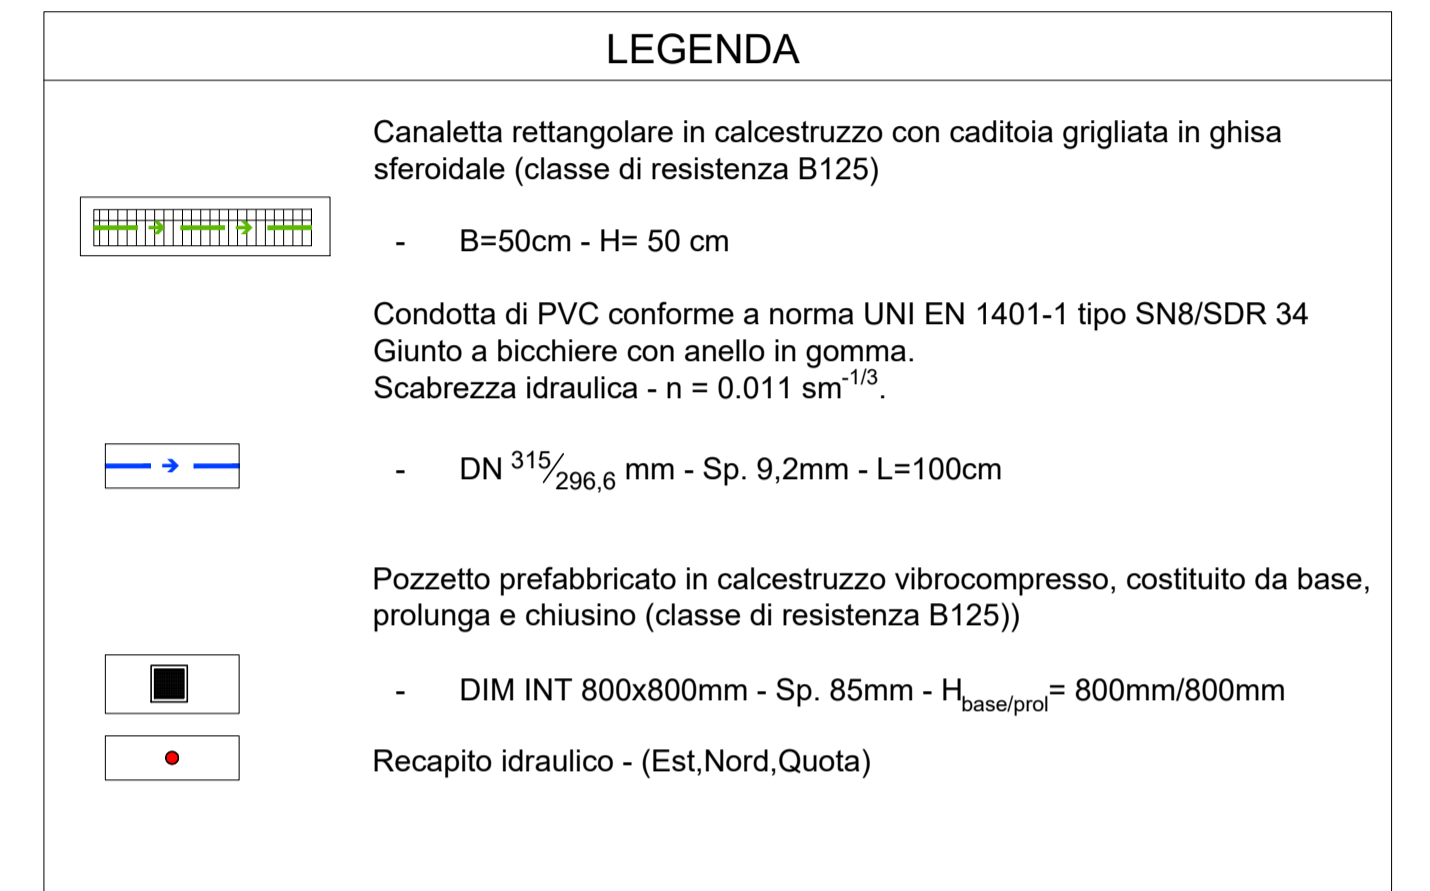 LEGENDA
Canaletta rettangolare in calcestruzzo con caditoia grigliata in ghisa
sferoidale (classe di resistenza B125)
- B=50cm - H= 50 cm
Condotta di PVC conforme a norma UNI EN 1401-1 tipo SN8/SDR 34
Giunto a bicchiere con anello in gomma.
Scabrezza idraulica - n = 0.011 sm-1/3.
- DN 315/296,6 mm - Sp. 9,2mm - L=100cm
Pozzetto prefabbricato in calcestruzzo vibrocompresso, costituito da base,
prolunga e chiusino (classe di resistenza B125))
- DIM INT 800x800mm - Sp. 85mm - Hbase/prol= 800mm/800mm
Recapito idraulico - (Est,Nord,Quota)